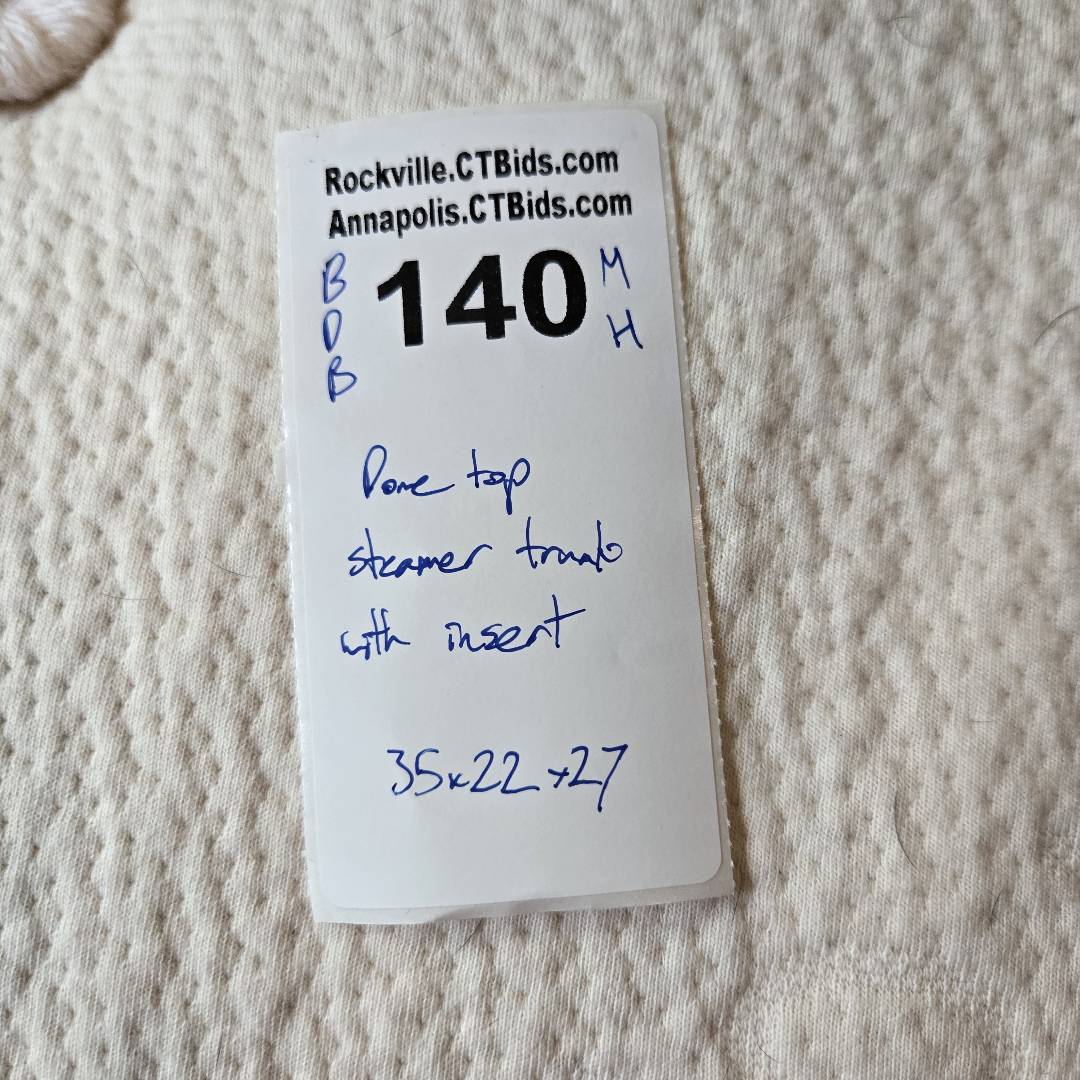 Rockville.CTBids.com
Annapolis.CTBids.com
B
D
B
140
M
H
Dome top
steamer trunk
with insert
35x22x27